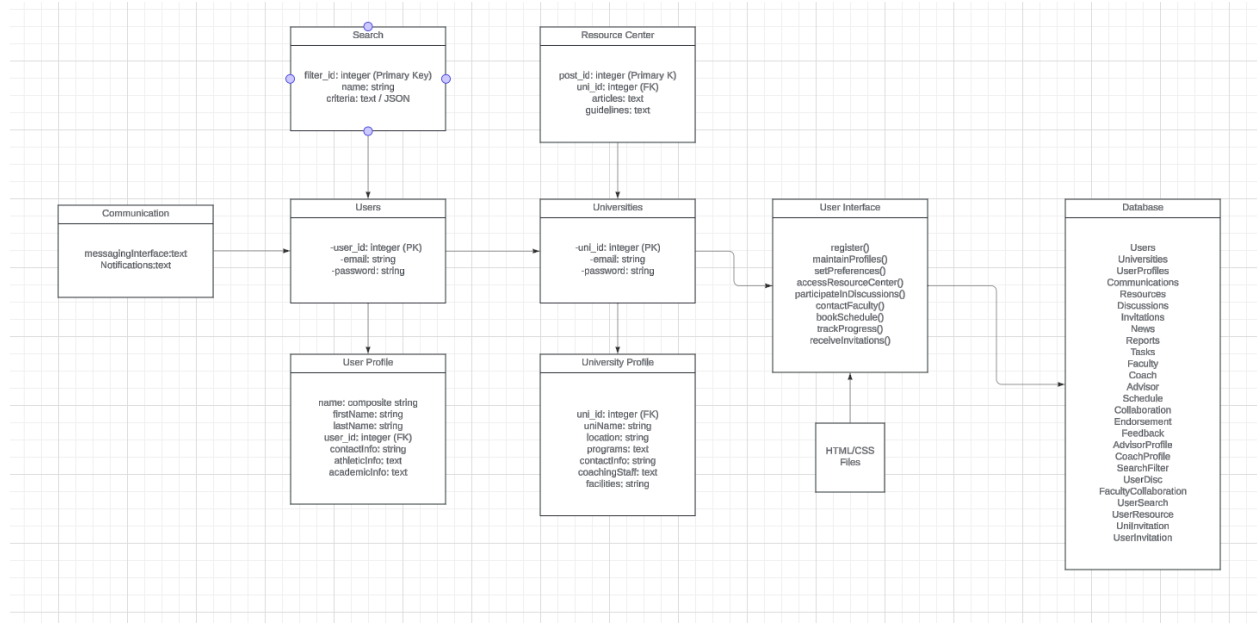 Search
filter_id: integer (Primary Key)
name: string
criteria: text / JSON
Resource Center
post_id: integer (Primary K)
uni_id: integer (FK)
articles: text
guidelines: text
Communication
messagingInterface:text
Notifications:text
Users
-user_id: integer (PK)
-email: string
-password: string
Universities
-uni_id: integer (PK)
-email: string
-password: string
User Interface
register()
maintainProfiles()
setPreferences()
accessResourceCenter()
participateInDiscussions()
contactFaculty()
bookSchedule()
trackProgress()
receiveInvitations()
Database
Users
Universities
UserProfiles
Communications
Resources
Discussions
Invitations
News
Reports
Tasks
Faculty
Coach
Advisor
Schedule
Collaboration
Endorsement
Feedback
AdvisorProfile
CoachProfile
SearchFilter
UserDisc
FacultyCollaboration
UserSearch
UserResource
UniInvitation
UserInvitation
User Profile
name: composite string
firstName: string
lastName: string
user_id: integer (FK)
contactInfo: string
athleticInfo: text
academicInfo: text
University Profile
uni_id: integer (FK)
uniName: string
location: string
programs: text
contactInfo: string
coachingStaff: text
facilities: string
HTML/CSS
Files